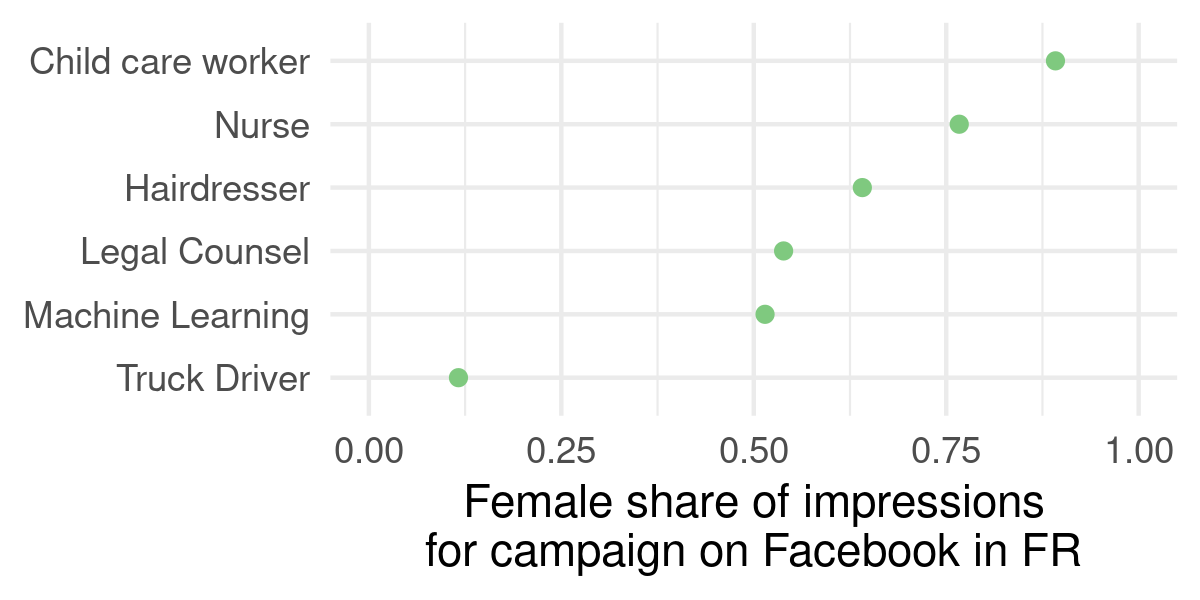 Child care worker
Nurse
Hairdresser
Legal Counsel
Machine Learning
Truck Driver
0.00 0.25 0.50 0.75 1.00
Female share of impressions
for campaign on Facebook in FR